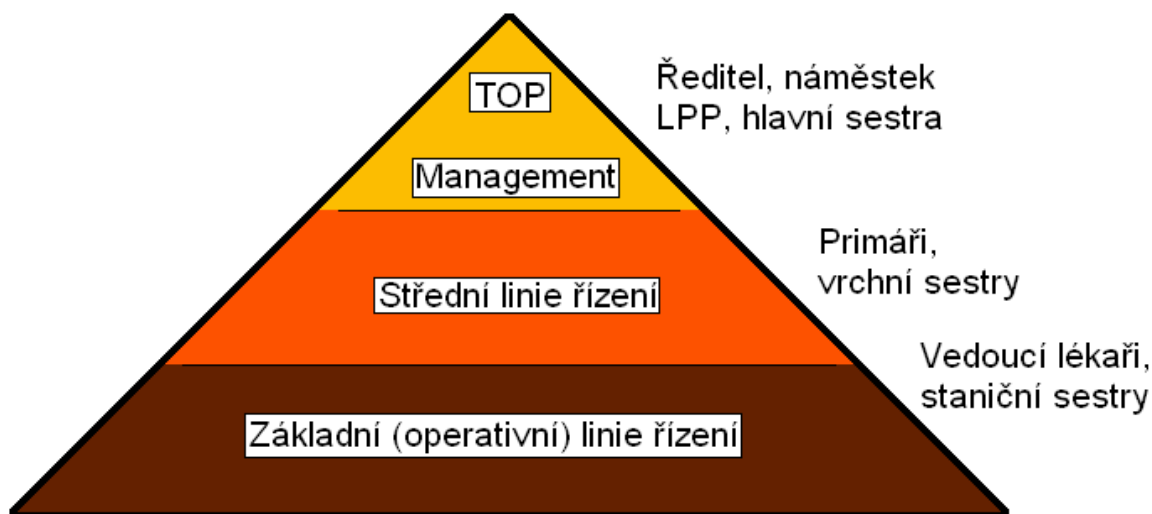 TOP
Management
Ředitel, náměstek
LPP, hlavní sestra
Střední linie řízení
Primáři,
vrchní sestry
Základní (operativní) linie řízení
Vedoucí lékaři,
staniční sestry